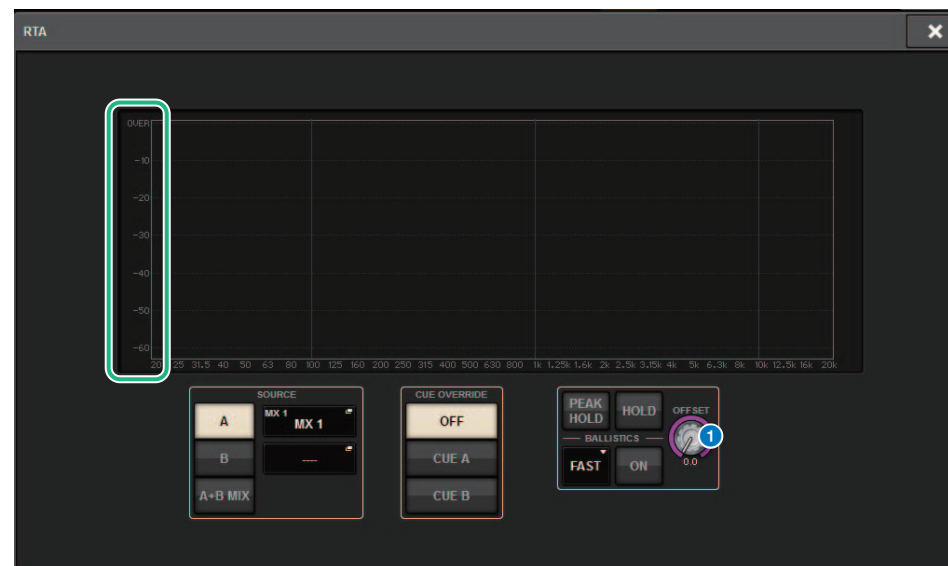 RTA
OVER
-10
-20
-30
-40
-50
-60
20 25 31.5 40 50 63 80 100 125 160 200 250 315 400 500 630 800 1k 1.25k 1.6k 2k 2.5k 3.15k 4k 5k 6.3k 8k 10k 12.5k 16k 20k
SOURCE
A
MX 1
MX 1
B
----
A+B MIX
CUE OVERRIDE
OFF
CUE A
CUE B
PEAK
HOLD
HOLD
OFFSET
1
BALLISTICS
FAST
ON
0.0